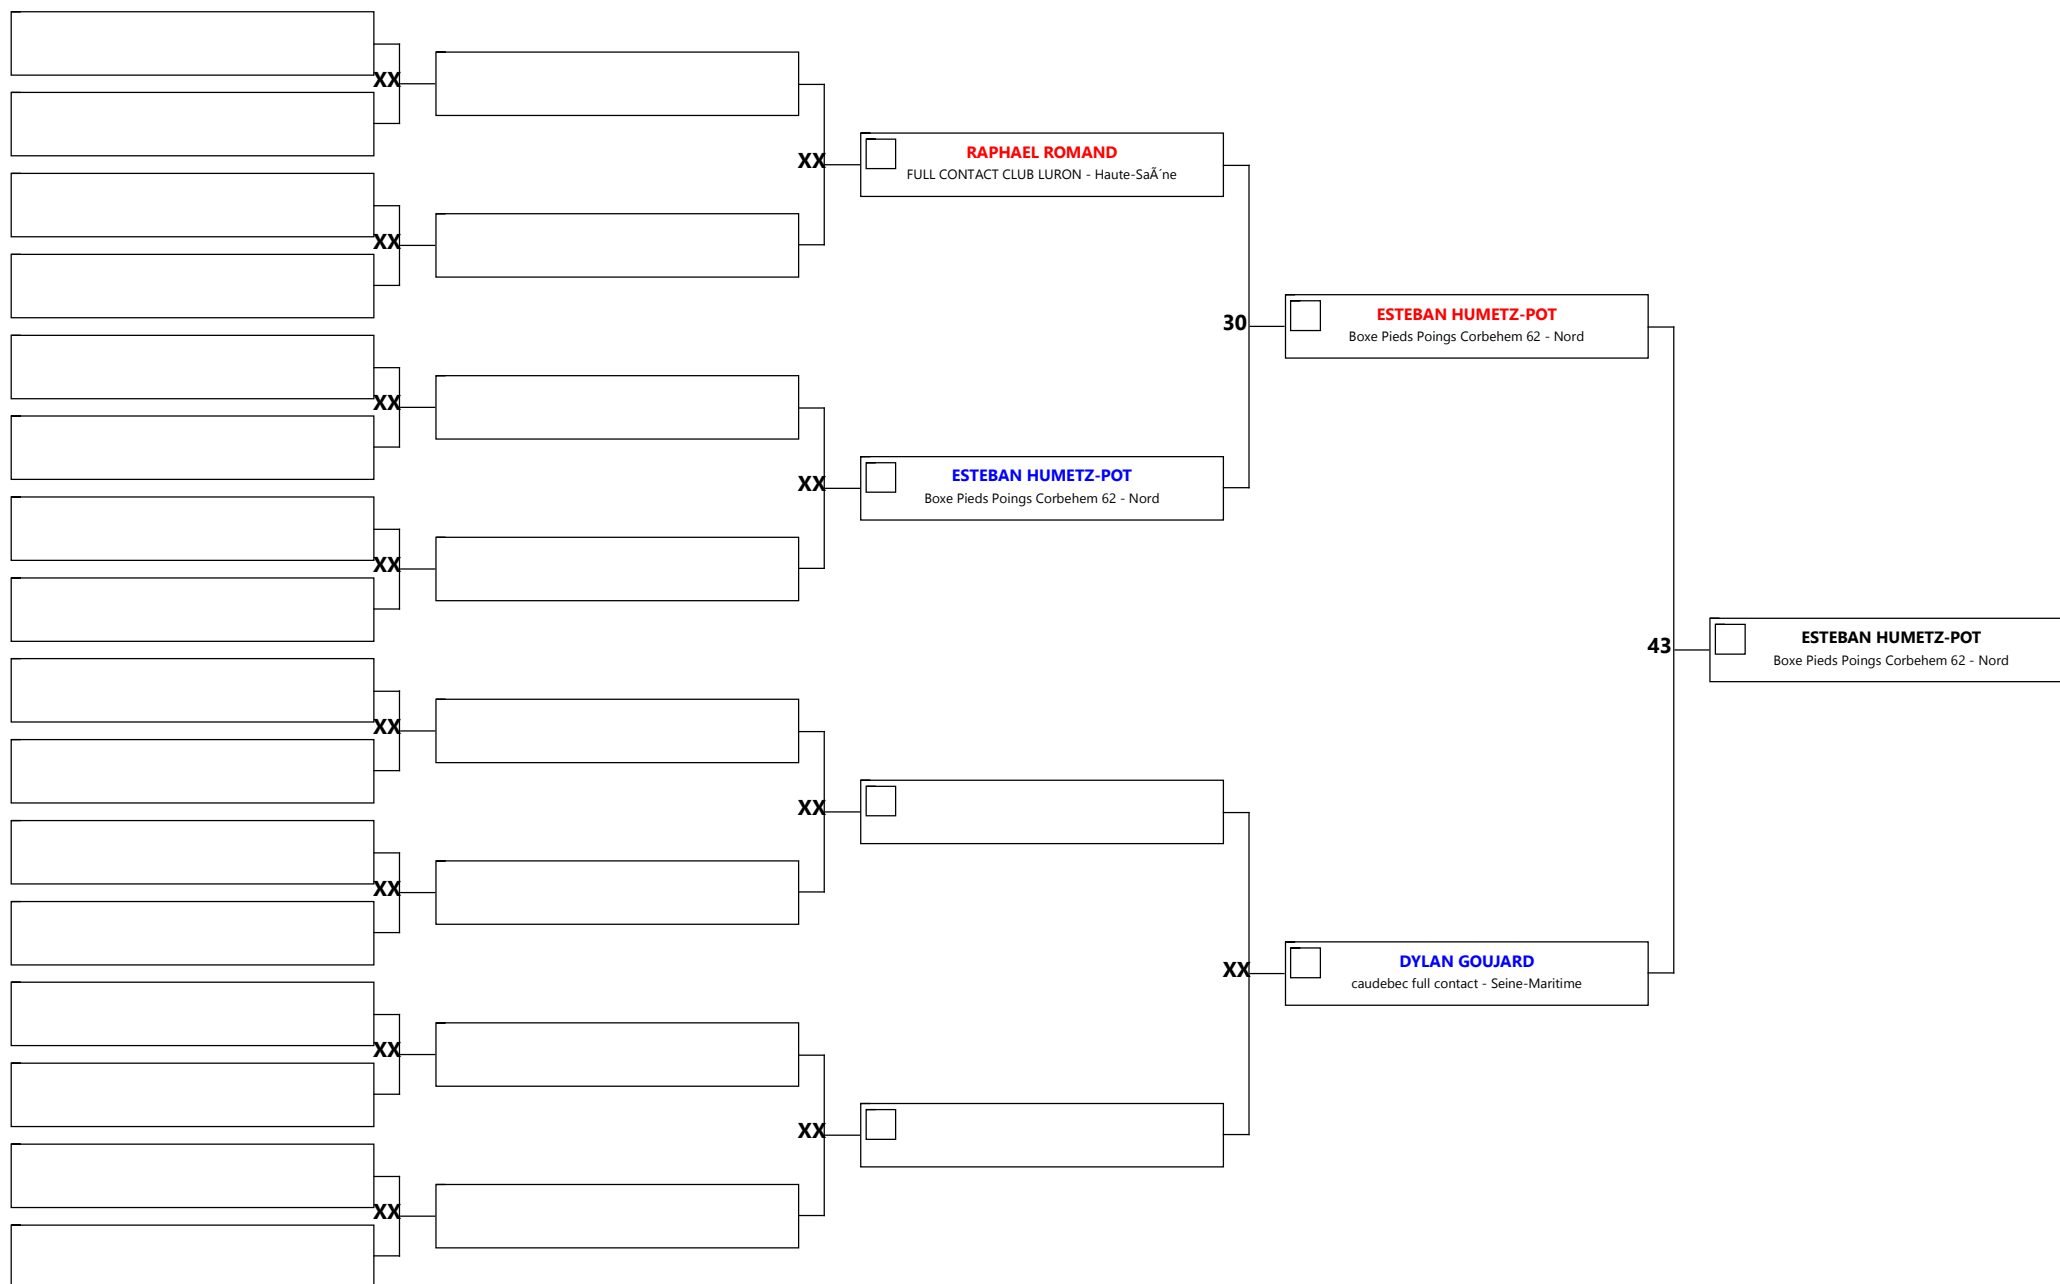 XX
XX
RAPHAEL ROMAND
FULL CONTACT CLUB LURON - Haute-SaÃ´ne
XX
XX
30
ESTEBAN HUMETZ-POT
Boxe Pieds Poings Corbehem 62 - Nord
XX
ESTEBAN HUMETZ-POT
Boxe Pieds Poings Corbehem 62 - Nord
XX
XX
43
ESTEBAN HUMETZ-POT
Boxe Pieds Poings Corbehem 62 - Nord
XX
XX
XX
XX
DYLAN GOUJARD
caudebec full contact - Seine-Maritime
XX
XX
XX